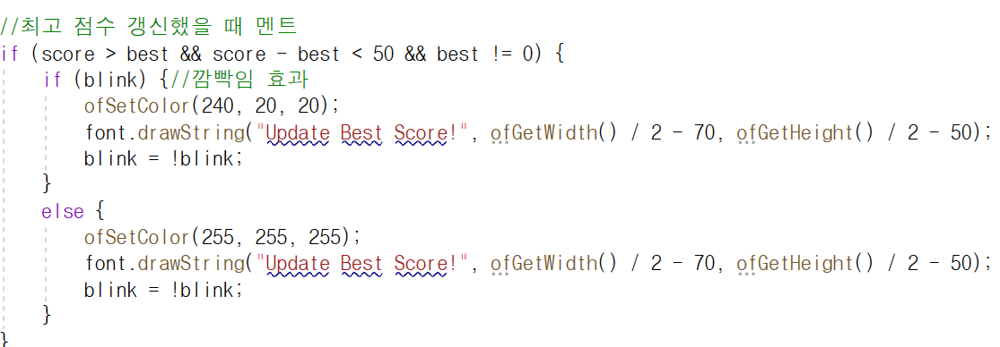 //최고 점수 갱신했을 때 멘트
if (score > best && score - best < 50 && best != 0) {
if (blink) {//깜빡임 효과
ofSetColor(240, 20, 20);
font.drawString("Update Best Score!", ofGetWidth() / 2 - 70, ofGetHeight() / 2 - 50);
blink = !blink;
}
else {
ofSetColor(255, 255, 255);
font.drawString("Update Best Score!", ofGetWidth() / 2 - 70, ofGetHeight() / 2 - 50);
blink = !blink;
}
}